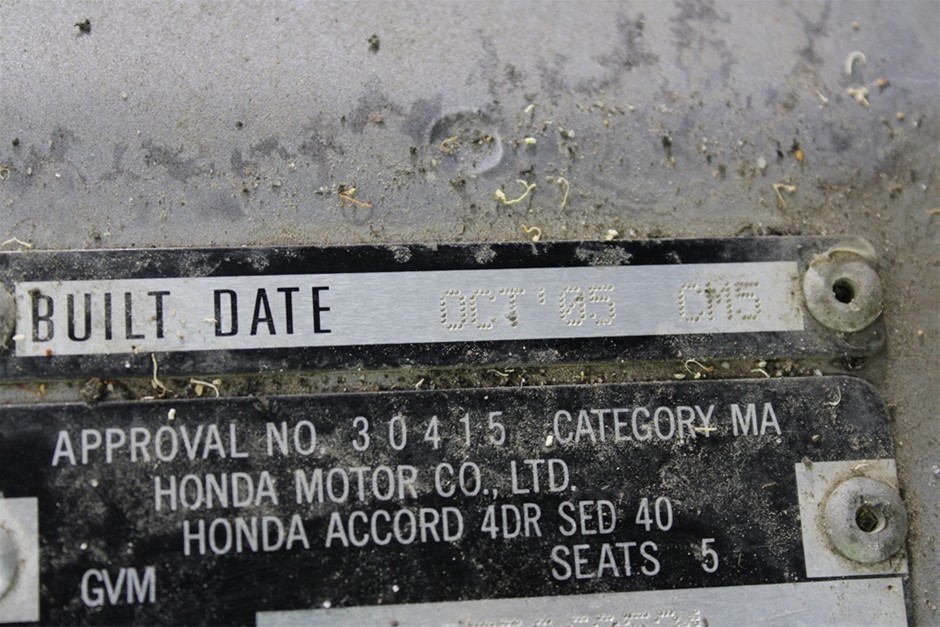 BUILT DATE OCT'05 CM5
APPROVAL NO 30415 CATEGORY MA
HONDA MOTOR CO., LTD.
HONDA ACCORD 4DR SED 40
SEATS 5
GVM